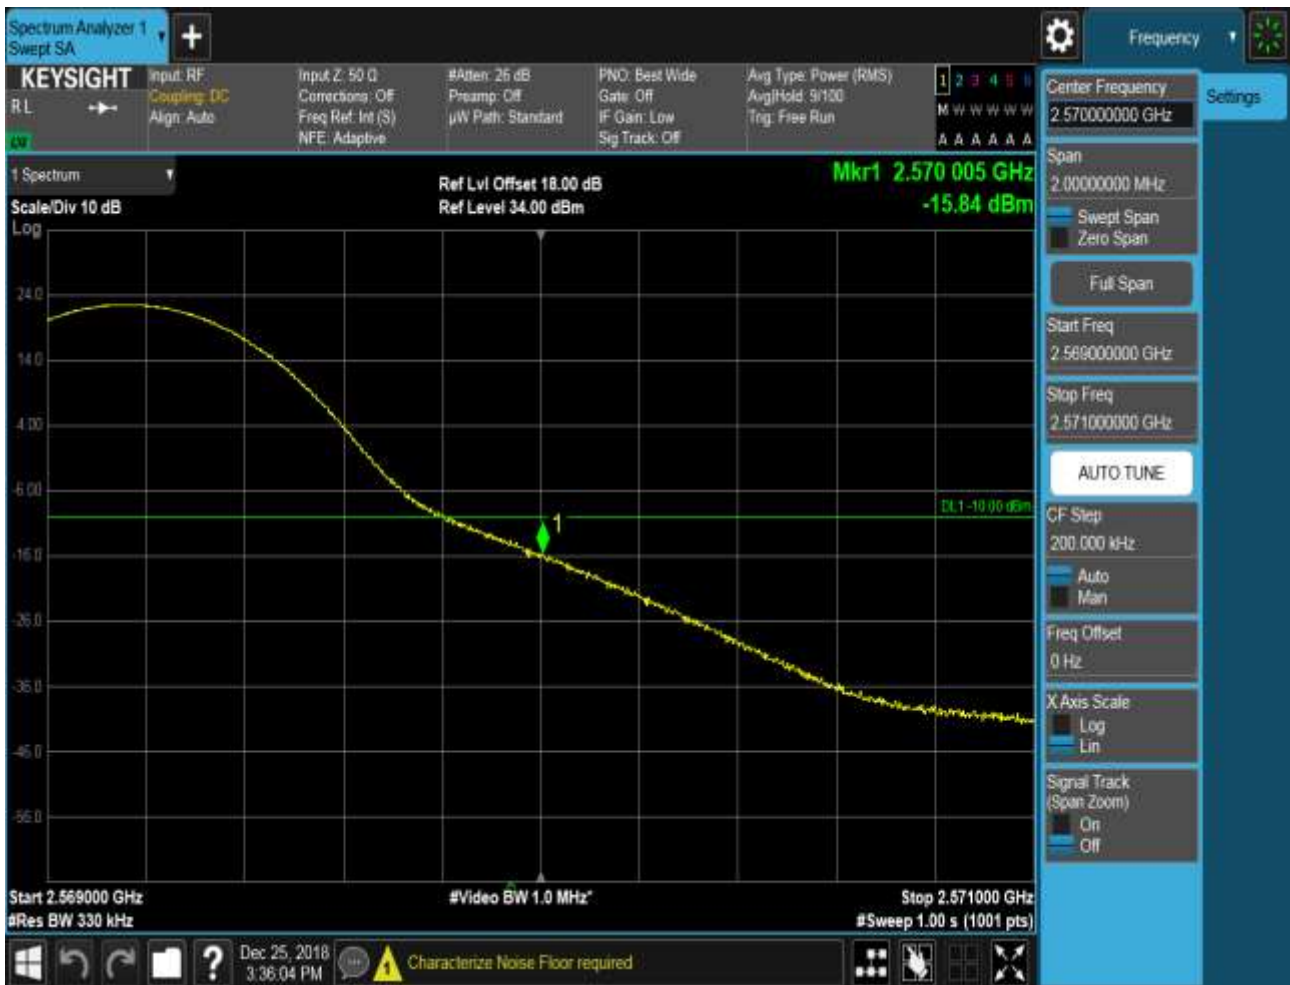 Spectrum Analyzer 1
Swept SA
+
Frequency
KEYSIGHT
R L
Input: RF
Coupling: DC
Align: Auto
Input Z: 50 Ω
Corrections: Off
Freq Ref: Int (S)
NFE: Adaptive
#Atten: 26 dB
Preamp: Off
µW Path: Standard
PNO: Best Wide
Gate: Off
IF Gain: Low
Sig Track: Off
Avg Type: Power (RMS)
Avg|Hold: 9/100
Trig: Free Run
1 2 3 4 5 6
M W W W W W
A A A A A A
1 Spectrum
Scale/Div 10 dB
Log
Ref Lvl Offset 18.00 dB
Ref Level 34.00 dBm
Mkr1 2.570 005 GHz
-15.84 dBm
24.0
14.0
4.00
-6.00
-16.0
-26.0
-36.0
-46.0
-56.0
DL1 -10.00 dBm
1
Start 2.569000 GHz
#Res BW 330 kHz
#Video BW 1.0 MHz*
Stop 2.571000 GHz
#Sweep 1.00 s (1001 pts)
Center Frequency
2.570000000 GHz
Settings
Span
2.00000000 MHz
Swept Span
Zero Span
Full Span
Start Freq
2.569000000 GHz
Stop Freq
2.571000000 GHz
AUTO TUNE
CF Step
200.000 kHz
Auto
Man
Freq Offset
0 Hz
X Axis Scale
Log
Lin
Signal Track
(Span Zoom)
On
Off
?
Dec 25, 2018
3:36:04 PM
1
Characterize Noise Floor required